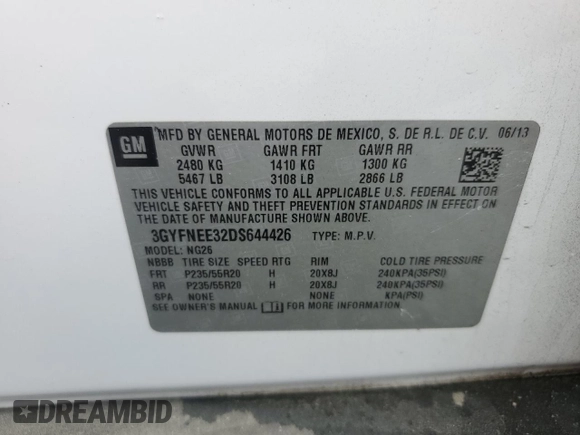 GM
MFD BY GENERAL MOTORS DE MEXICO, S. DE R.L. DE C.V. 06/13
GVWR GAWR FRT GAWR RR
2480 KG 1410 KG 1300 KG
5467 LB 3108 LB 2866 LB
THIS VEHICLE CONFORMS TO ALL APPLICABLE U.S. FEDERAL MOTOR
VEHICLE SAFETY AND THEFT PREVENTION STANDARDS IN EFFECT ON
THE DATE OF MANUFACTURE SHOWN ABOVE.
3GYFNEE32DS644426 TYPE: M.P.V.
MODEL: NG26
NBBB TIRE SIZE SPEED RTG RIM COLD TIRE PRESSURE
FRT P235/55R20 H 20X8J 240KPA(35PSI)
RR P235/55R20 H 20X8J 240KPA(35PSI)
SPA NONE NONE KPA(PSI)
SEE OWNER'S MANUAL FOR MORE INFORMATION.
DREAMBID